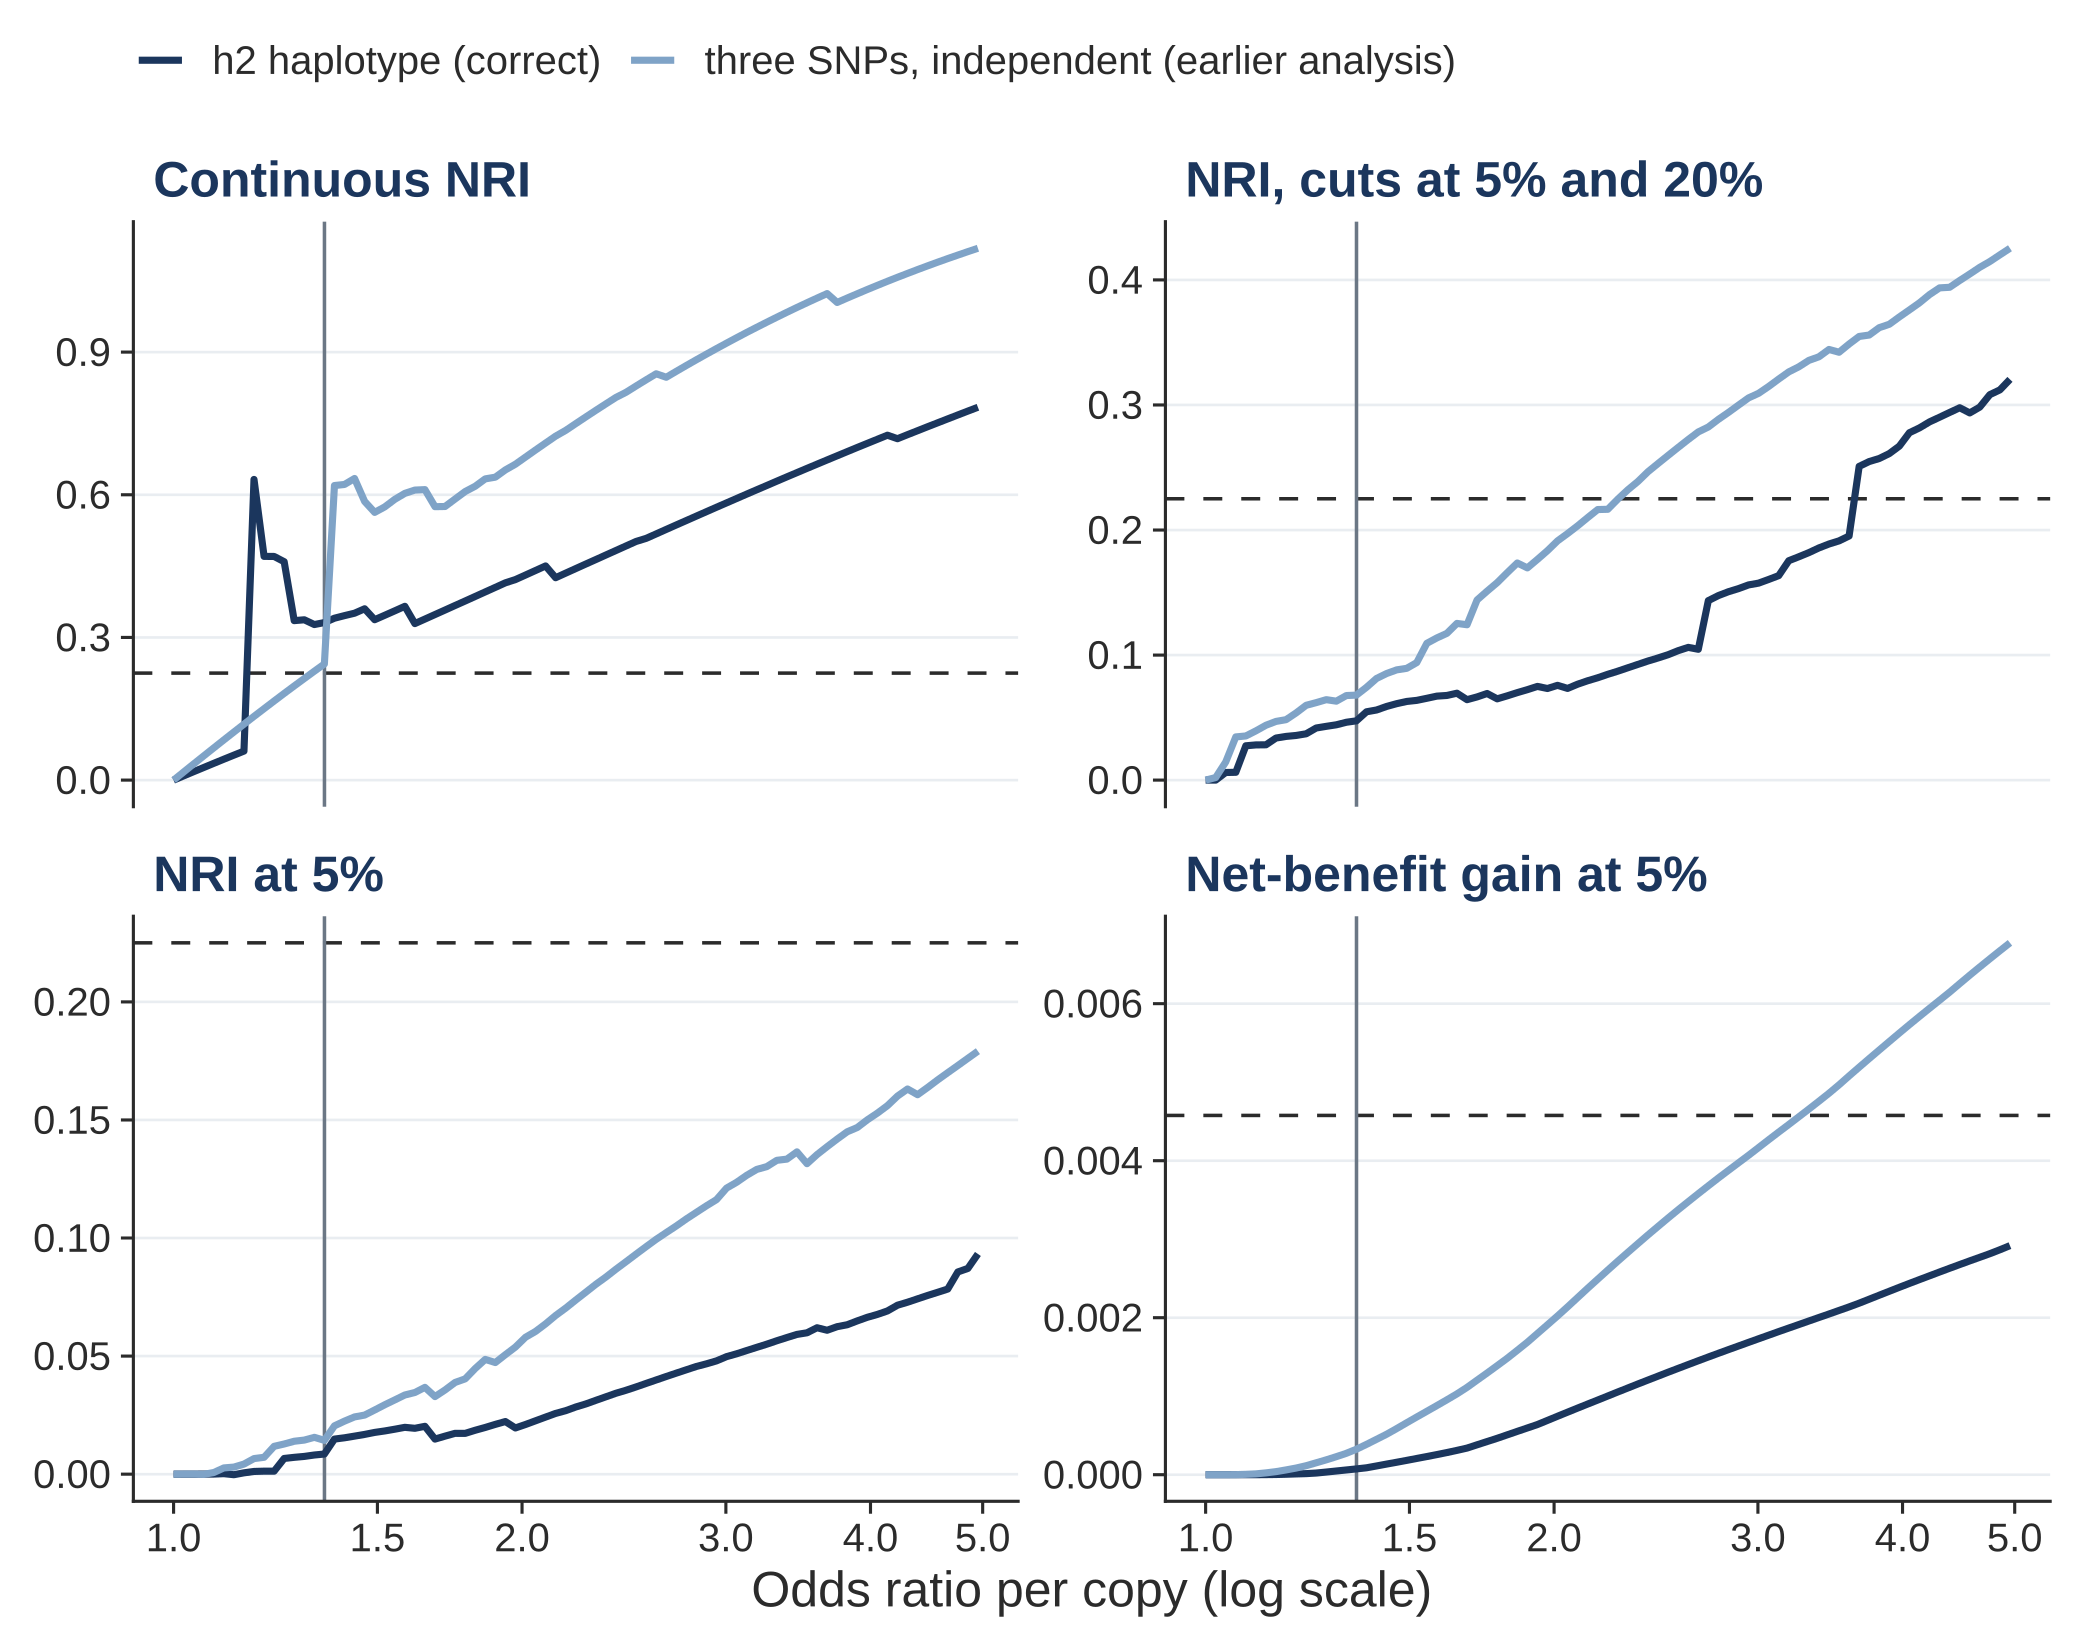 h2 haplotype (correct) three SNPs, independent (earlier analysis)
Continuous NRI
0.9
0.6
0.3
0.0
NRI, cuts at 5% and 20%
0.4
0.3
0.2
0.1
0.0
NRI at 5%
0.20
0.15
0.10
0.05
0.00
1.0 1.5 2.0 3.0 4.0 5.0
Net-benefit gain at 5%
0.006
0.004
0.002
0.000
1.0 1.5 2.0 3.0 4.0 5.0
Odds ratio per copy (log scale)